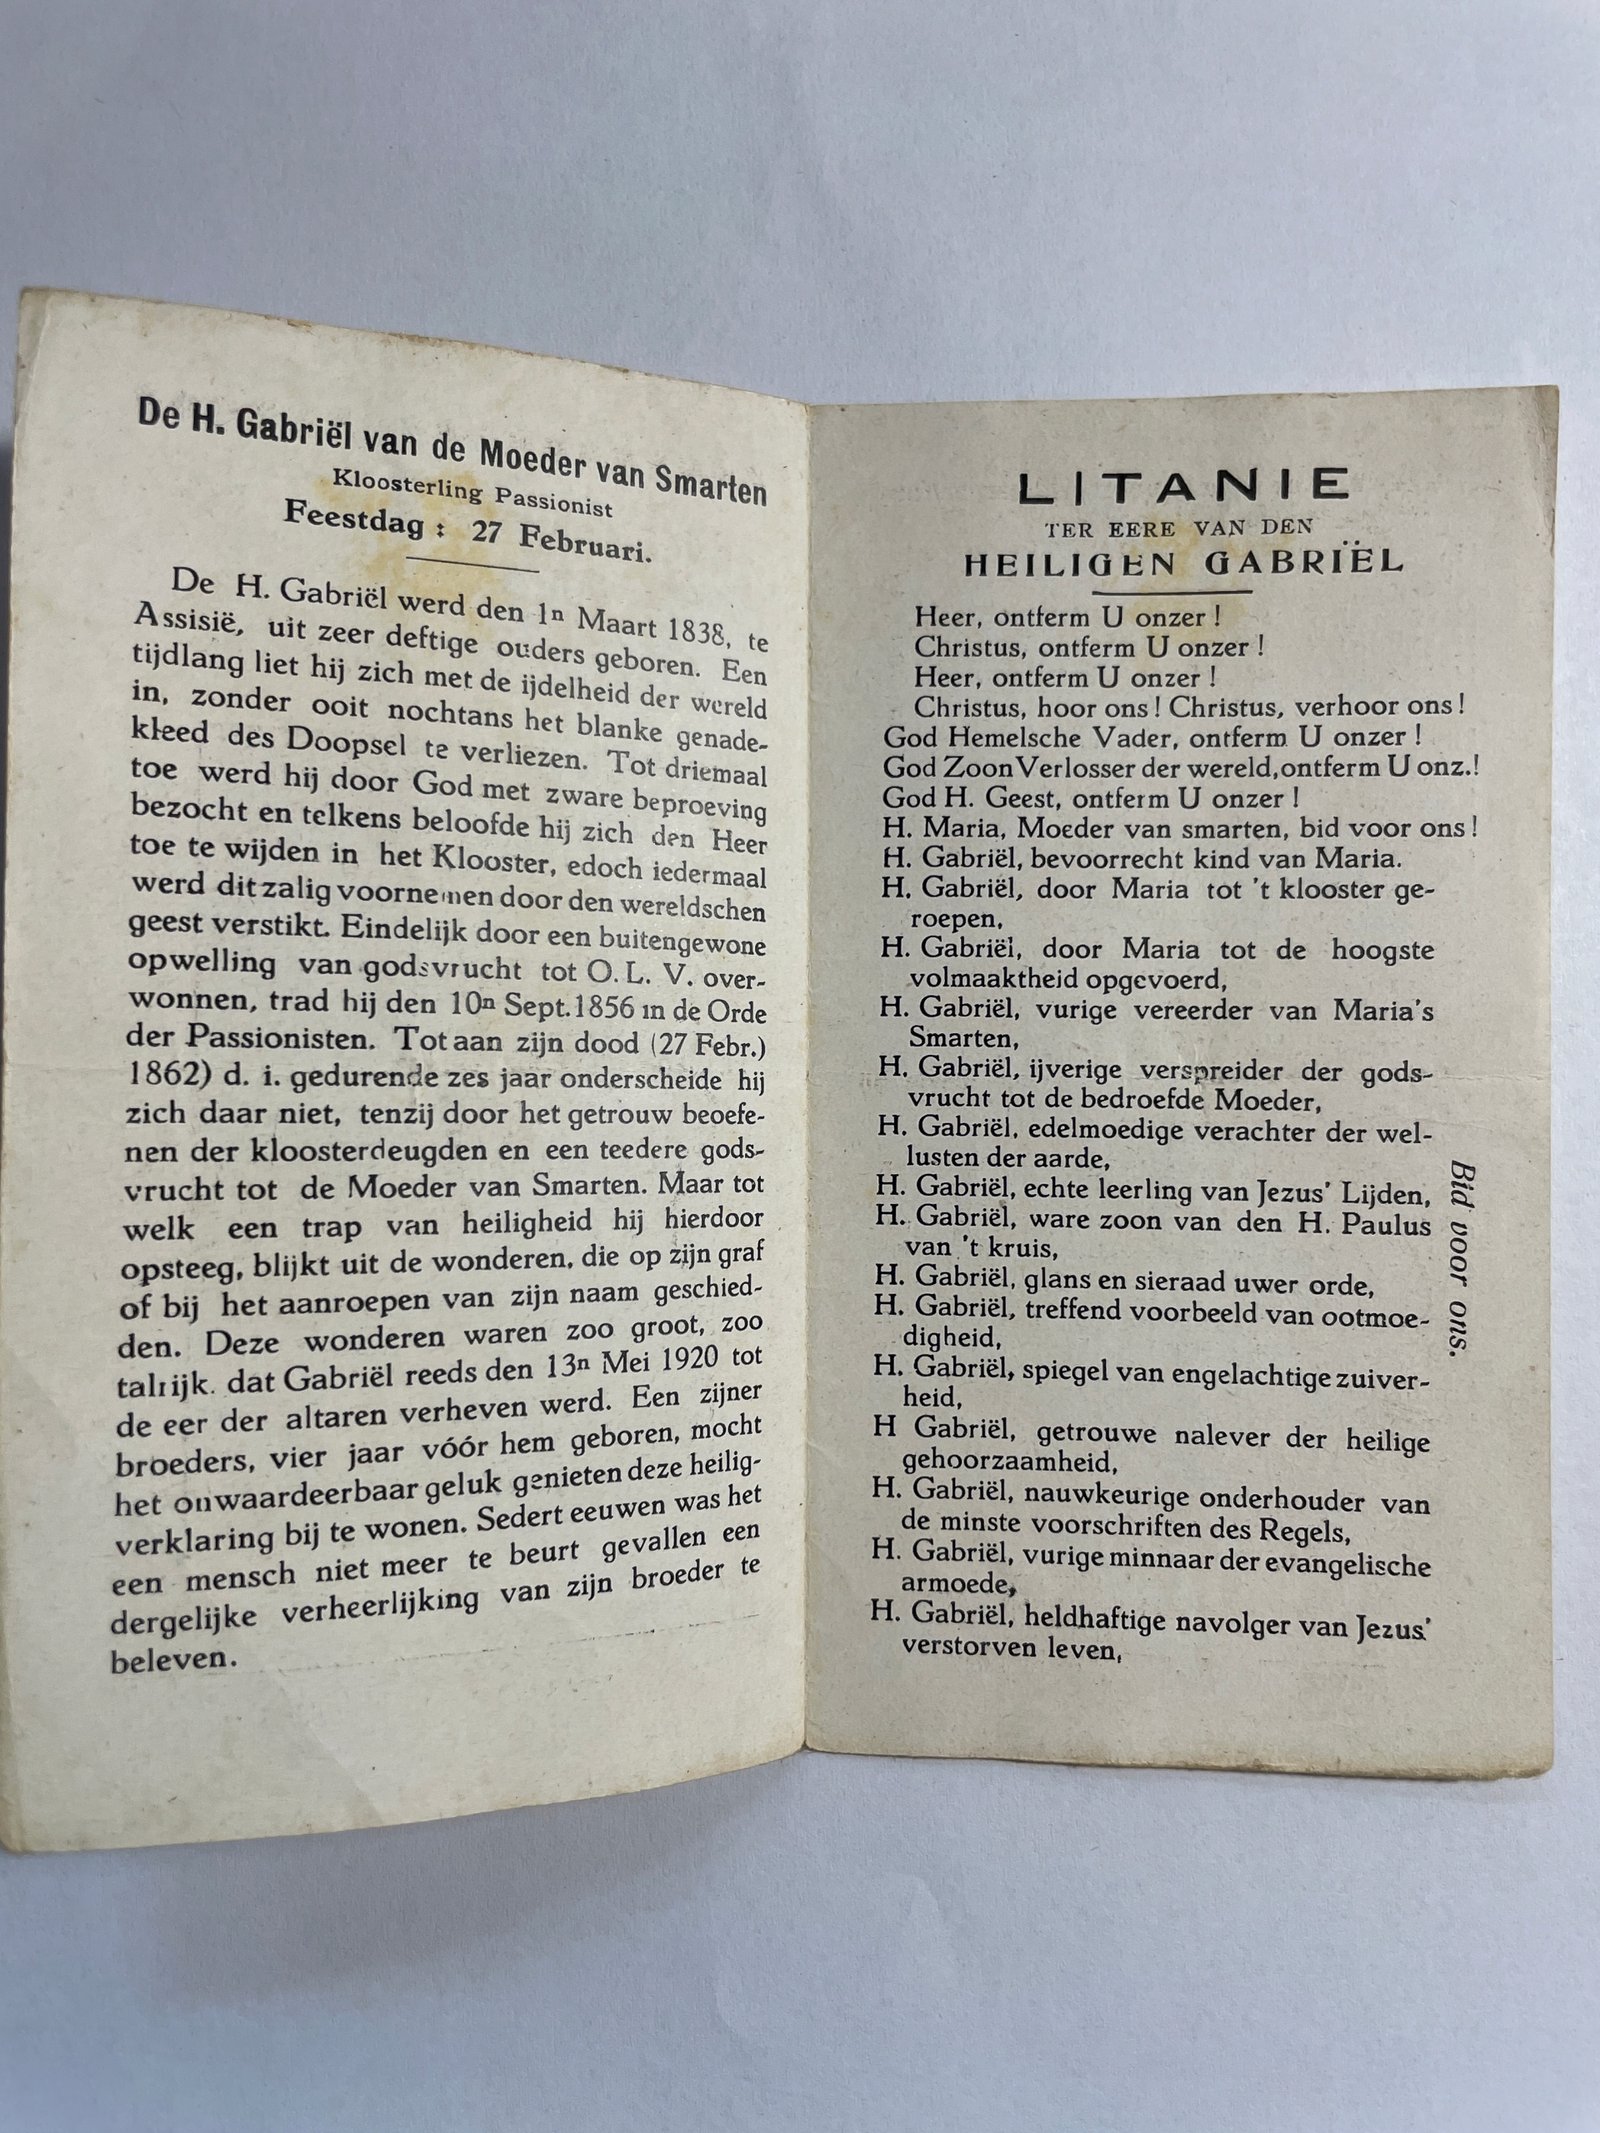 De H. Gabriël van de Moeder van Smarten
Kloosterling Passionist
Feestdag : 27 Februari.
De H. Gabriël werd den 1n Maart 1838, te
Assisië, uit zeer deftige ouders geboren. Een
tijdlang liet hij zich met de ijdelheid der wereld
in, zonder ooit nochtans het blanke genade-
kleed des Doopsel te verliezen. Tot driemaal
toe werd hij door God met zware beproeving
bezocht en telkens beloofde hij zich den Heer
toe te wijden in het Klooster, edoch iedermaal
werd dit zalig voornemen door den wereldschen
geest verstikt. Eindelijk door een buitengewone
opwelling van godsvrucht tot O. L. V. over-
wonnen, trad hij den 10n Sept. 1856 in de Orde
der Passionisten. Tot aan zijn dood (27 Febr.)
1862) d. i. gedurende zes jaar onderscheide hij
zich daar niet, tenzij door het getrouw beoefe-
nen der kloosterdeugden en een teedere gods-
vrucht tot de Moeder van Smarten. Maar tot
welk een trap van heiligheid hij hierdoor
opsteeg, blijkt uit de wonderen, die op zijn graf
of bij het aanroepen van zijn naam geschied-
den. Deze wonderen waren zoo groot, zoo
talrijk. dat Gabriël reeds den 13n Mei 1920 tot
de eer der altaren verheven werd. Een zijner
broeders, vier jaar vóór hem geboren, mocht
het onwaardeerbaar geluk genieten deze heilig-
verklaring bij te wonen. Sedert eeuwen was het
een mensch niet meer te beurt gevallen een
dergelijke verheerlijking van zijn broeder te
beleven.
LITANIE
TER EERE VAN DEN
HEILIGEN GABRIËL
Heer, ontferm U onzer !
Christus, ontferm U onzer !
Heer, ontferm U onzer !
Christus, hoor ons ! Christus, verhoor ons !
God Hemelsche Vader, ontferm U onzer !
God Zoon Verlosser der wereld, ontferm U onz.!
God H. Geest, ontferm U onzer !
H. Maria, Moeder van smarten, bid voor ons !
H. Gabriël, bevoorrecht kind van Maria.
H. Gabriël, door Maria tot 't klooster ge-
roepen,
H. Gabriël, door Maria tot de hoogste
volmaaktheid opgevoerd,
H. Gabriël, vurige vereerder van Maria's
Smarten,
H. Gabriël, ijverige verspreider der gods-
vrucht tot de bedroefde Moeder,
H. Gabriël, edelmoedige verachter der wel-
lusten der aarde,
H. Gabriël, echte leerling van Jezus' Lijden,
H. Gabriël, ware zoon van den H. Paulus
van 't kruis,
H. Gabriël, glans en sieraad uwer orde,
H. Gabriël, treffend voorbeeld van ootmoe-
digheid,
H. Gabriël, spiegel van engelachtige zuiver-
heid,
H Gabriël, getrouwe nalever der heilige
gehoorzaamheid,
H. Gabriël, nauwkeurige onderhouder van
de minste voorschriften des Regels,
H. Gabriël, vurige minnaar der evangelische
armoede,
H. Gabriël, heldhaftige navolger van Jezus'
verstorven leven,
Bid voor ons.